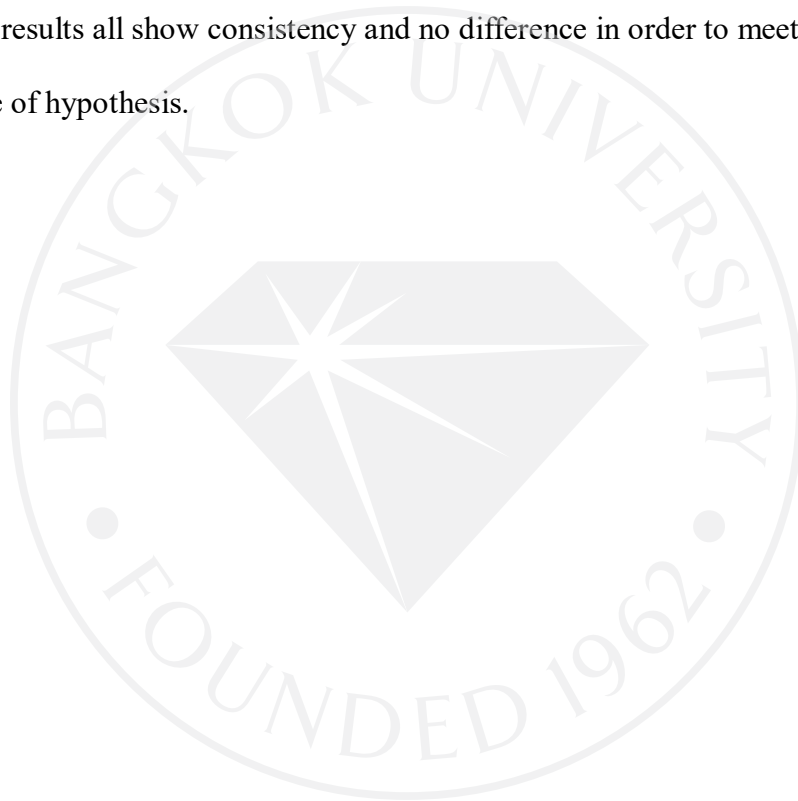 results all show consistency and no difference in order to meet
of hypothesis.
BANGKOK UNIVERSITY
• FOUNDED 1962 •